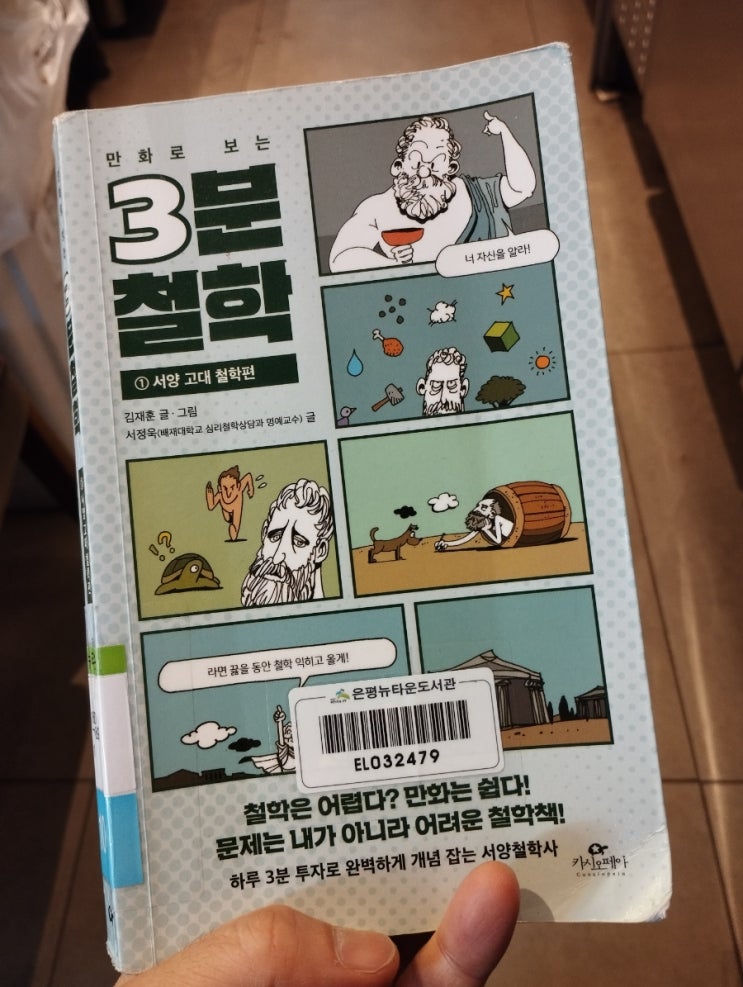 만화로 보는
3분
철학
① 서양 고대 철학편
김재훈 글·그림
서정욱(배재대학교 심리철학상담과 명예교수) 글
너 자신을 알라!
!?
라면 끓을 동안 철학 익히고 올게!
은평뉴타운도서관
EL032479
철학은 어렵다? 만화는 쉽다!
문제는 내가 아니라 어려운 철학책!
하루 3분 투자로 완벽하게 개념 잡는 서양철학사
카시오페아
Cassiopeia